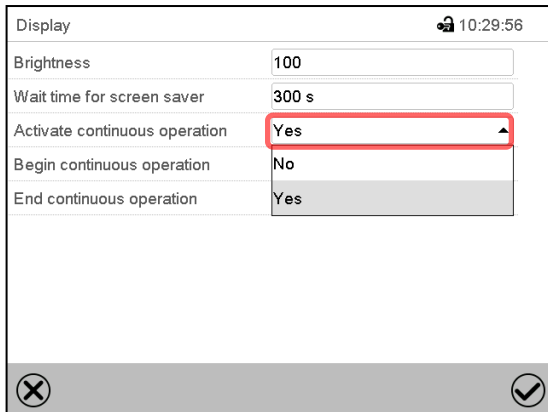 Display 10:29:56
Brightness 100
Wait time for screen saver 300 s
Activate continuous operation Yes
Begin continuous operation No
End continuous operation Yes